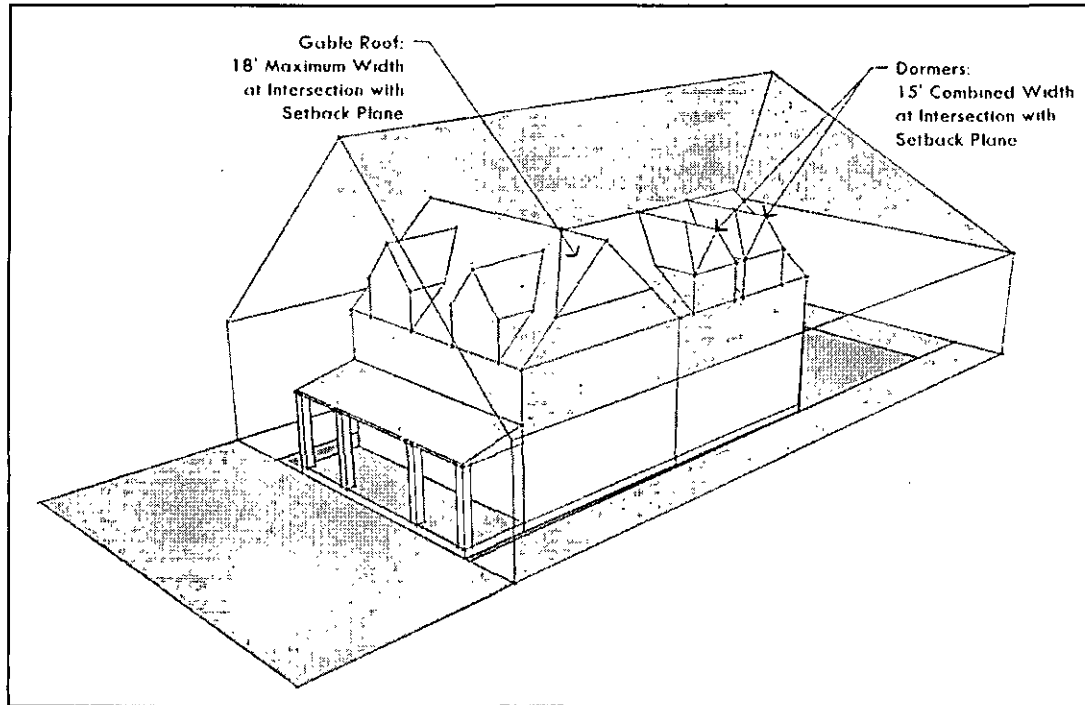 Gable Roof:
18' Maximum Width
at Intersection with
Setback Plane
Dormers:
15' Combined Width
at Intersection with
Setback Plane